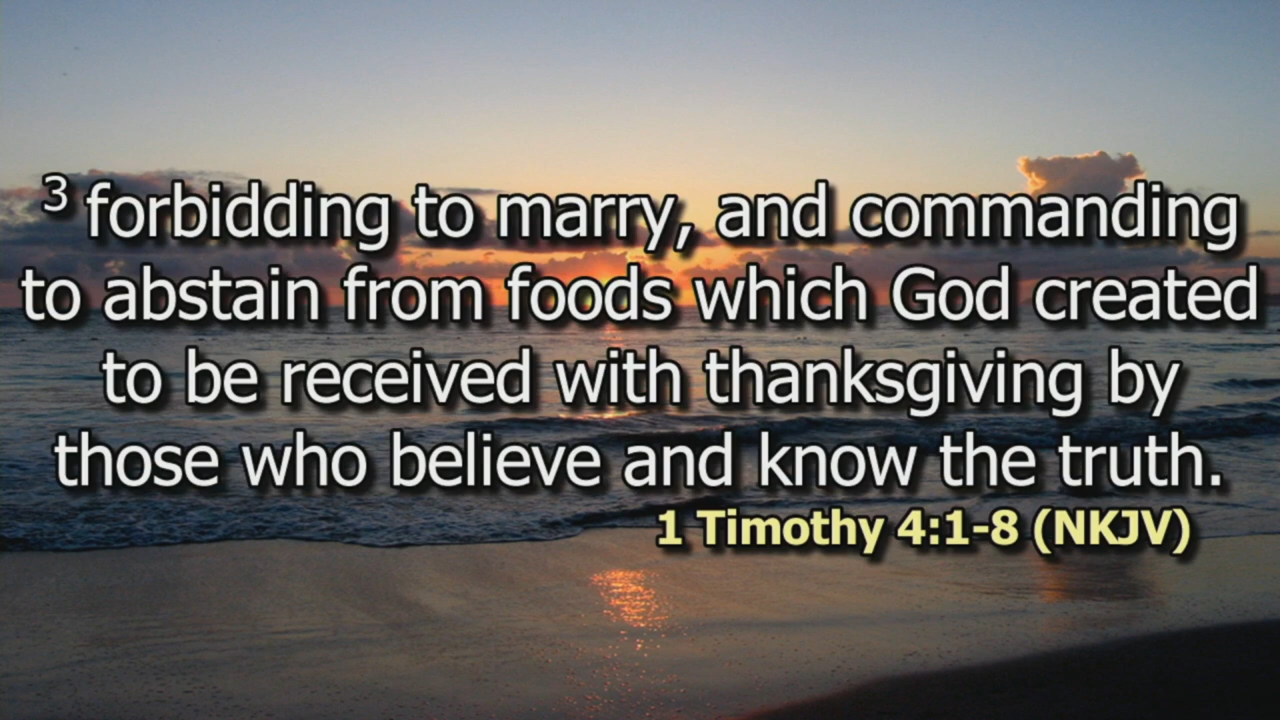 3 forbidding to marry, and commanding
to abstain from foods which God created
to be received with thanksgiving by
those who believe and know the truth.
1 Timothy 4:1-8 (NKJV)